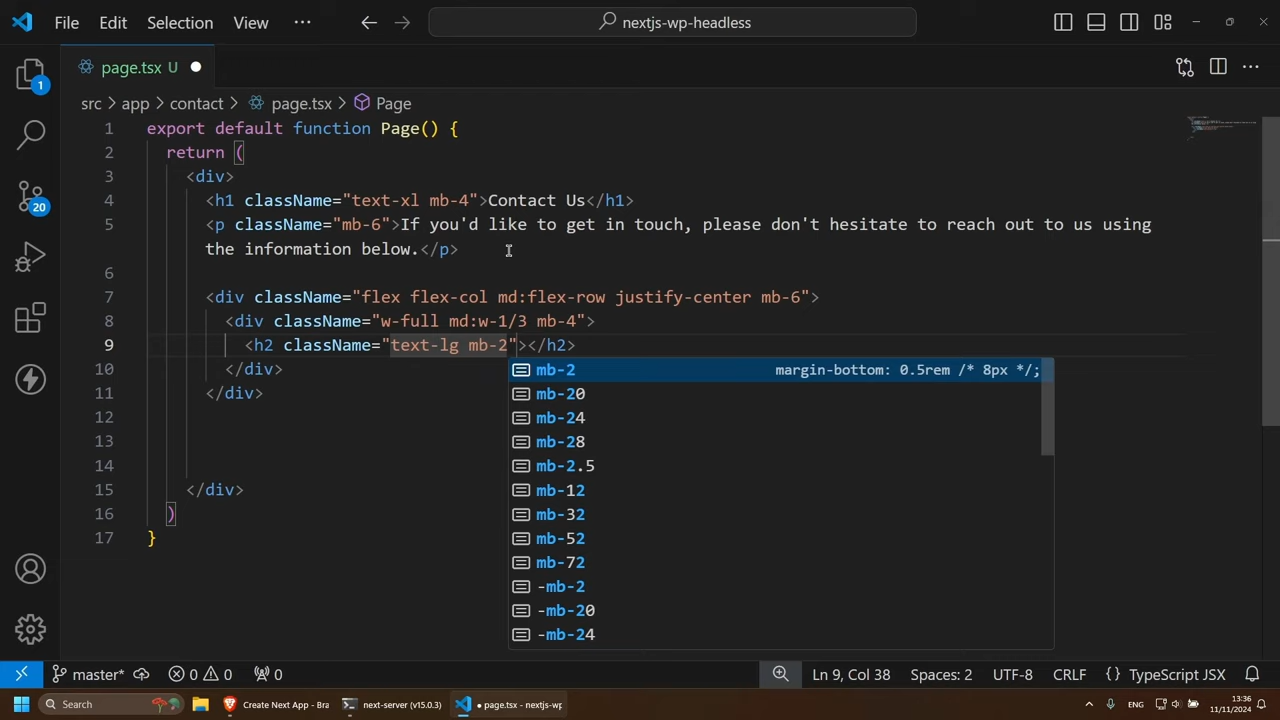 File Edit Selection View ... nextjs-wp-headless
page.tsx U
1
src > app > contact > page.tsx > Page
1 export default function Page() {
2 return (
3 <div>
4 <h1 className="text-xl mb-4">Contact Us</h1>
5 <p className="mb-6">If you'd like to get in touch, please don't hesitate to reach out to us using
the information below.</p>
20
6
7 <div className="flex flex-col md:flex-row justify-center mb-6">
8 <div className="w-full md:w-1/3 mb-4">
9 <h2 className="text-lg mb-2"></h2>
10 </div>
mb-2 margin-bottom: 0.5rem /* 8px */;
11 </div>
mb-20
12
mb-24
13
mb-28
14
mb-2.5
15 </div>
mb-12
16 )
mb-32
17 }
mb-52
mb-72
-mb-2
-mb-20
-mb-24
master* 0 0 0 Ln 9, Col 38 Spaces: 2 UTF-8 CRLF {} TypeScript JSX
Search Create Next App - Bra next-server (v15.0.3) • page.tsx - nextjs-wp ENG 13:36
11/11/2024